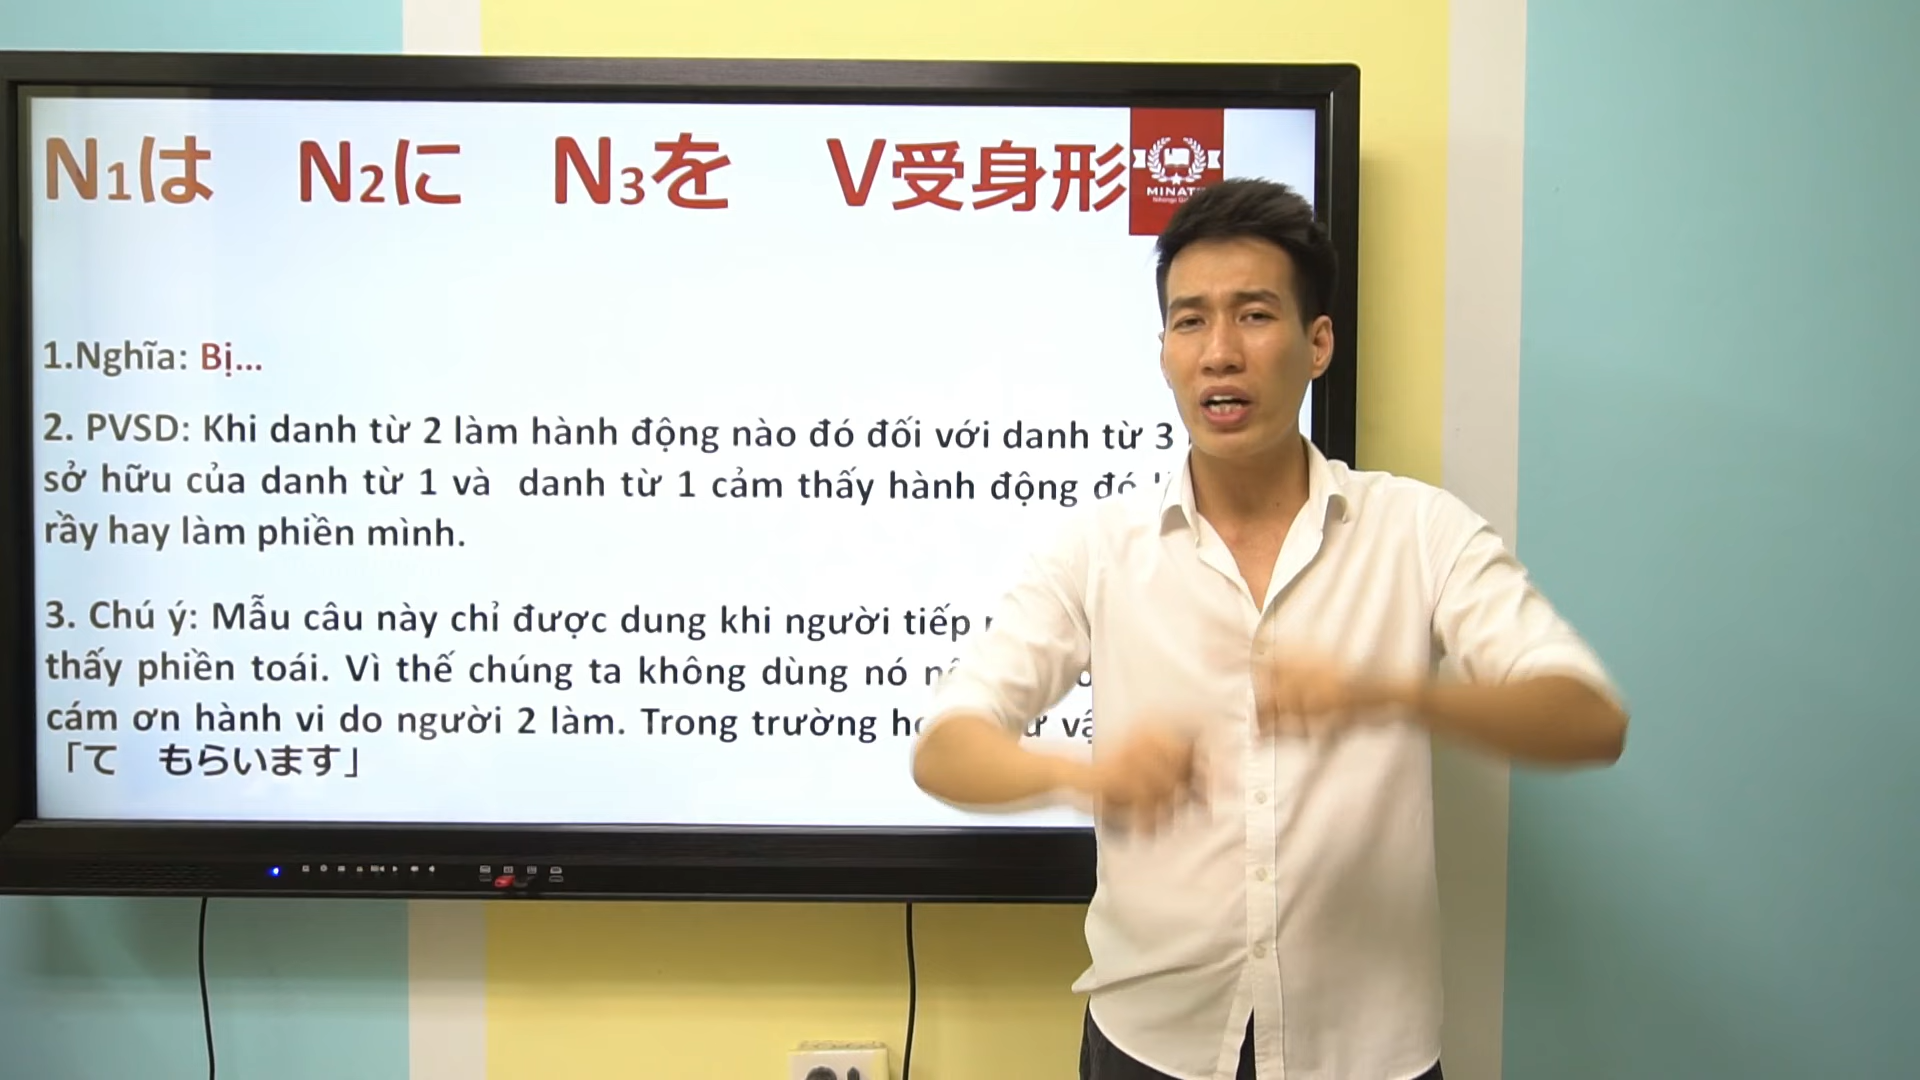 N1は N2に N3を V受身形
MINAT
1.Nghĩa: Bị...
2. PVSD: Khi danh từ 2 làm hành động nào đó đối với danh từ 3
sở hữu của danh từ 1 và danh từ 1 cảm thấy hành động đó
rầy hay làm phiền mình.
3. Chú ý: Mẫu câu này chỉ được dung khi người tiếp
thấy phiền toái. Vì thế chúng ta không dùng nó
cám ơn hành vi do người 2 làm. Trong trường
「て もらいます」